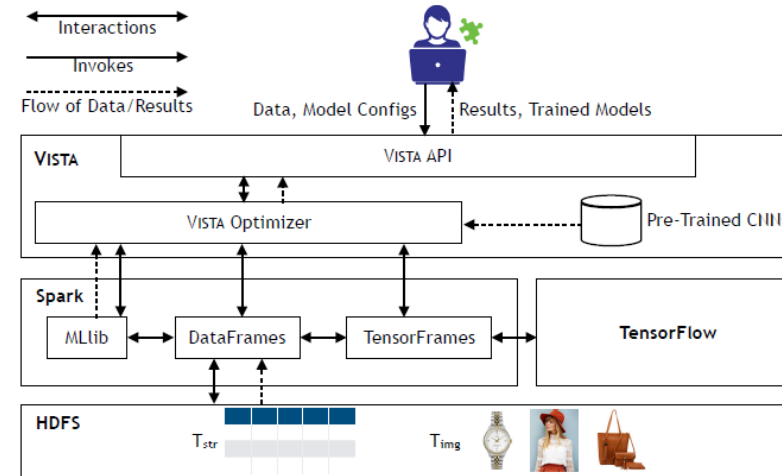 Interactions
Invokes
Flow of Data/Results
Data, Model Configs
Results, Trained Models
VISTA
VISTA API
VISTA Optimizer
Pre-Trained CNN
Spark
MLlib
DataFrames
TensorFrames
TensorFlow
HDFS
Tstr
Timg